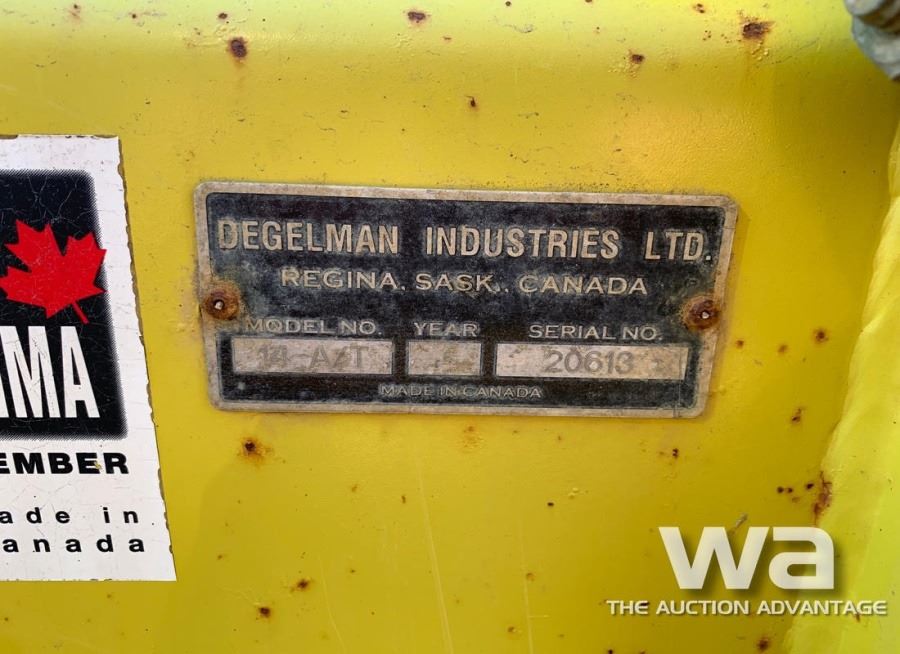 DEGELMAN INDUSTRIES LTD.
REGINA, SASK., CANADA
MODEL NO. YEAR SERIAL NO.
20613
MADE IN CANADA
MA
EMBER
ade in
anada
wa
THE AUCTION ADVANTAGE